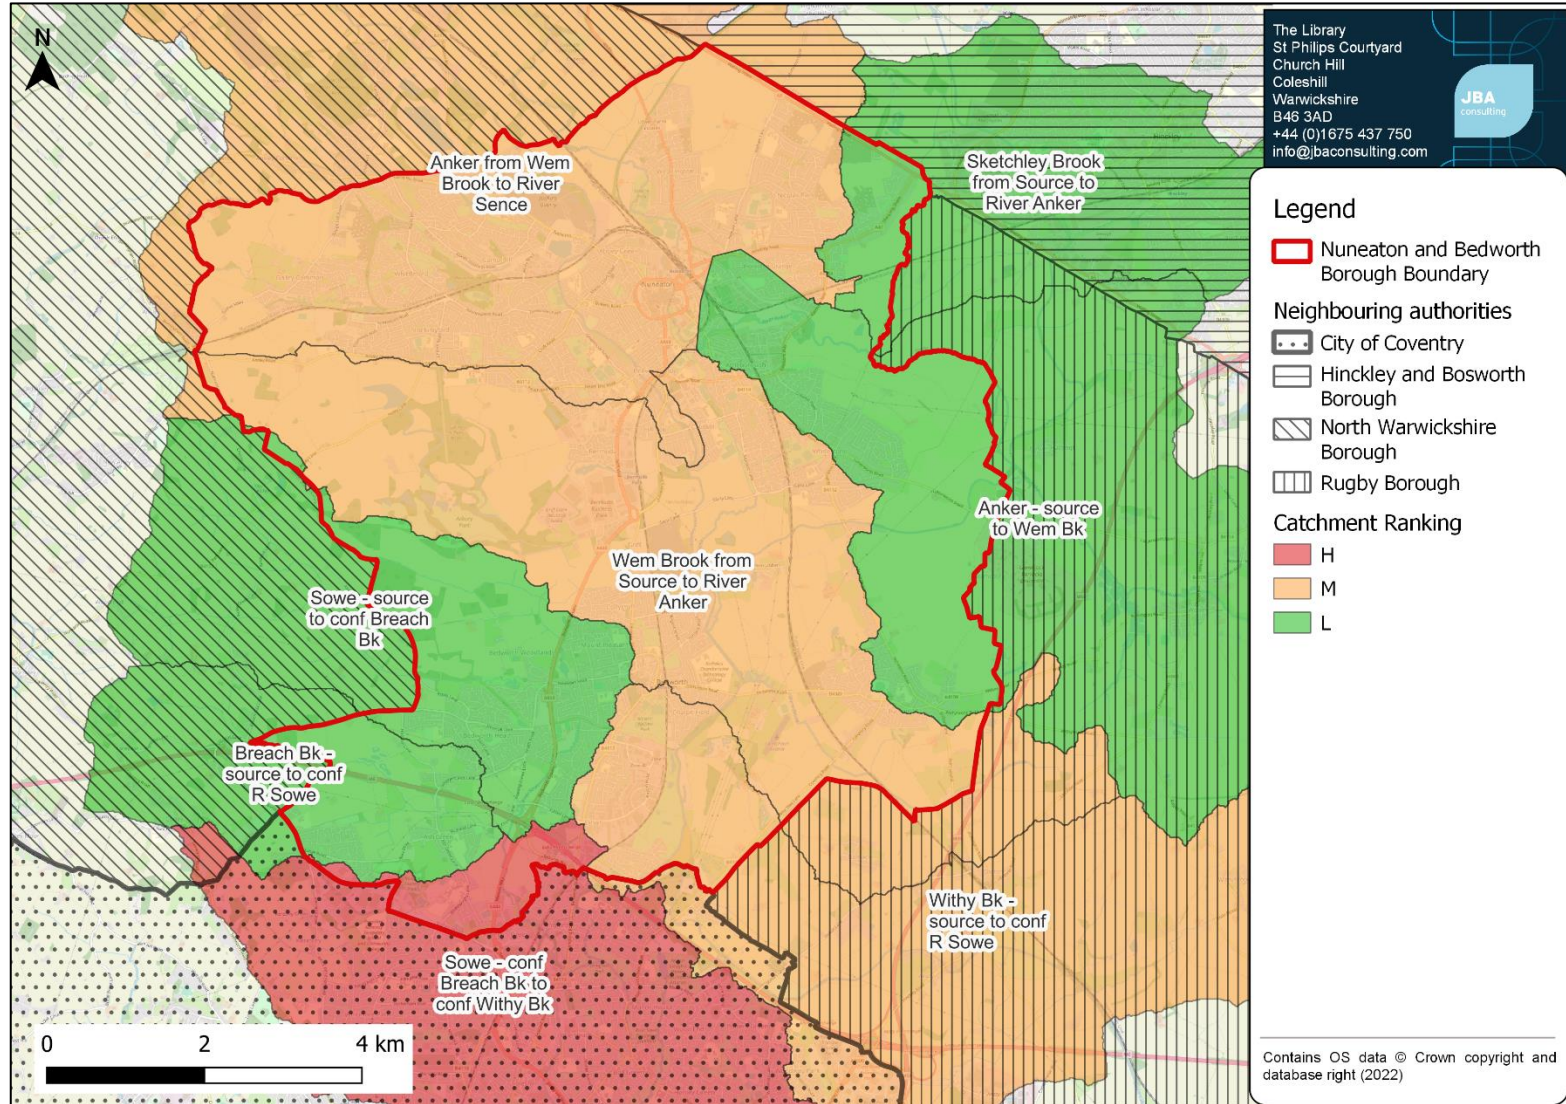 N
Anker from Wem
Brook to River
Sence
Sketchley Brook
from Source to
River Anker
Anker - source
to Wem Bk
Wem Brook from
Source to River
Anker
Sowe - source
to conf Breach
Bk
Breach Bk -
source to conf
R Sowe
Withy Bk -
source to conf
R Sowe
Sowe - conf
Breach Bk to
conf Withy Bk
0 2 4 km
The Library
St Philips Courtyard
Church Hill
Coleshill
Warwickshire
B46 3AD
+44 (0)1675 437 750
info@jbaconsulting.com
JBA
consulting
Legend
Nuneaton and Bedworth
Borough Boundary
Neighbouring authorities
City of Coventry
Hinckley and Bosworth
Borough
North Warwickshire
Borough
Rugby Borough
Catchment Ranking
H
M
L
Contains OS data © Crown copyright and
database right (2022)